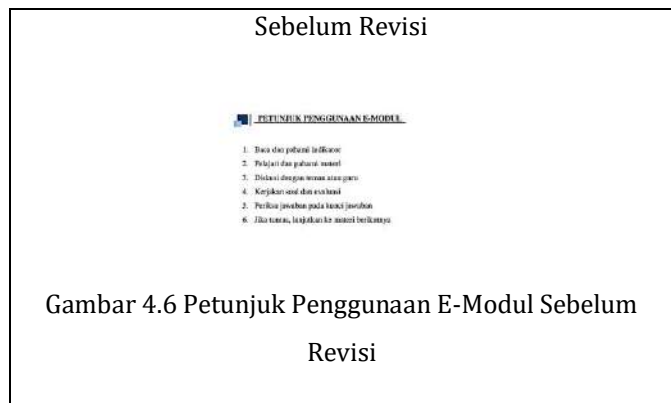 Sebelum Revisi
PETUNJUK PENGGUNAAN E-MODUL
1. Baca dan pahami indikator
2. Pelajari dan pahami materi
3. Diskusi dengan teman atau guru
4. Kerjakan soal dan evaluasi
5. Periksa jawaban pada kunci jawaban
6. Jika tuntas, lanjutkan ke materi berikutnya
Gambar 4.6 Petunjuk Penggunaan E-Modul Sebelum
Revisi